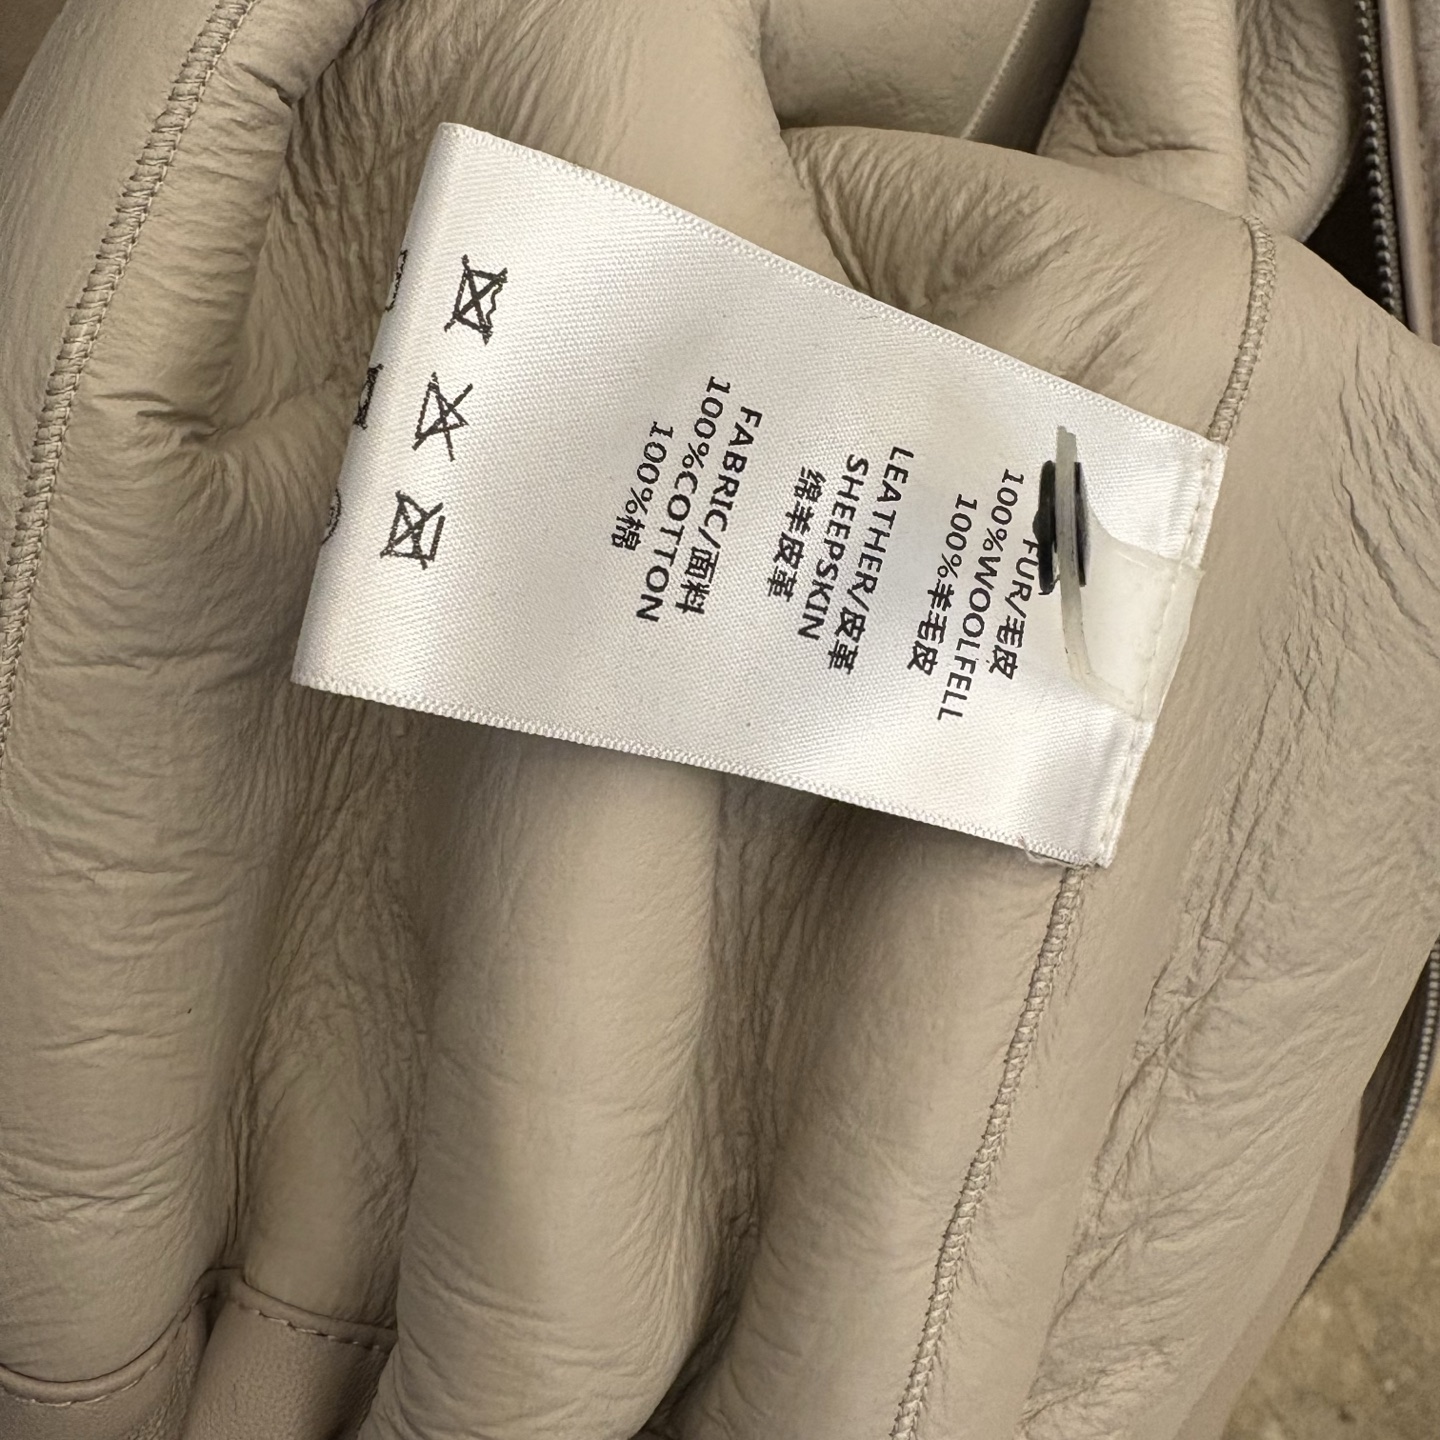 FUR/毛皮
100%WOOLFELL
100%羊毛皮
LEATHER/皮革
SHEEPSKIN
绵羊皮革
FABRIC/面料
100%COTTON
100%棉